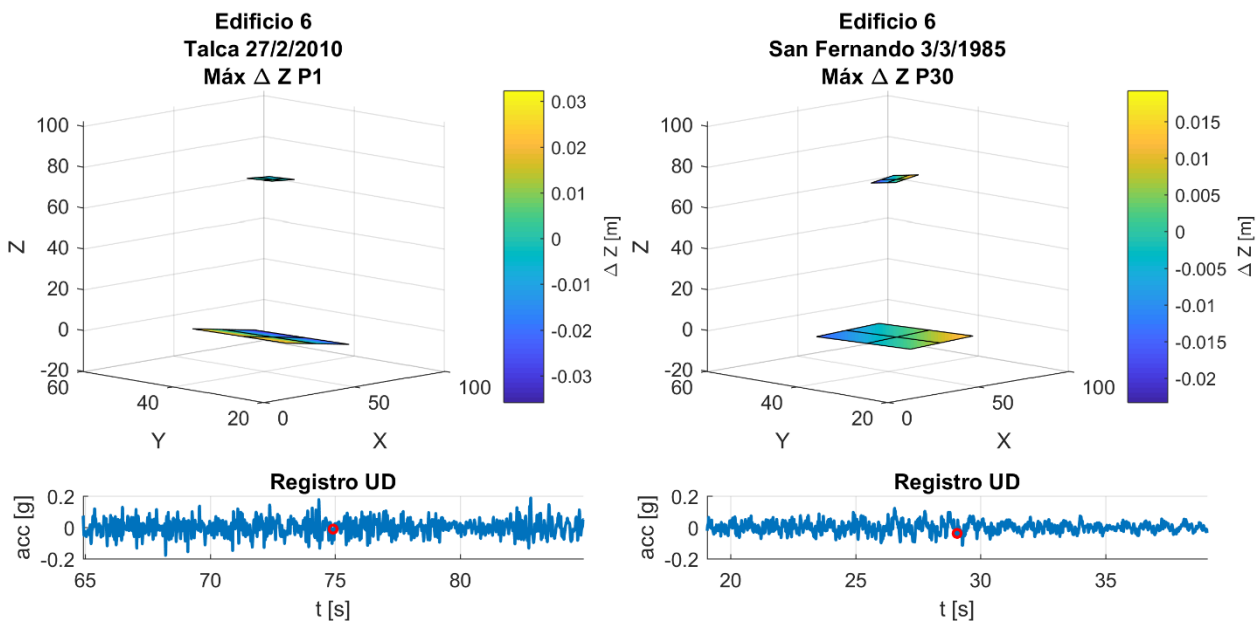 Edificio 6
Talca 27/2/2010
Máx Δ Z P1
100
80
60
40
20
0
-20
Z
60
40
20
Y
0
50
100
X
0.03
0.02
0.01
0
-0.01
-0.02
-0.03
Δ Z [m]
Edificio 6
San Fernando 3/3/1985
Máx Δ Z P30
100
80
60
40
20
0
-20
Z
60
40
20
Y
0
50
100
X
0.015
0.01
0.005
0
-0.005
-0.01
-0.015
-0.02
Δ Z [m]
Registro UD
0.2
0
-0.2
acc [g]
65
70
75
80
t [s]
Registro UD
0.2
0
-0.2
acc [g]
20
25
30
35
t [s]